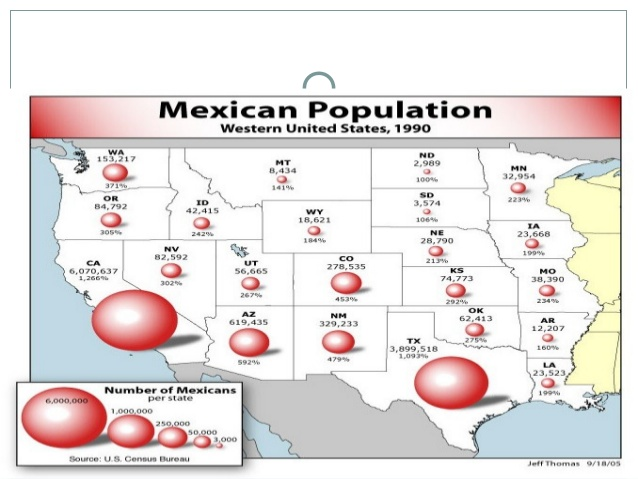 Mexican Population
Western United States, 1990
WA
153,217
371%
MT
8,434
141%
ND
2,989
100%
MN
32,954
223%
OR
84,792
305%
ID
42,415
242%
WY
18,621
184%
SD
3,574
106%
IA
23,668
199%
NE
28,790
213%
CA
6,070,637
1,266%
NV
82,592
302%
UT
56,665
267%
CO
278,535
453%
KS
74,773
292%
MO
38,390
234%
AZ
619,435
592%
NM
329,233
479%
OK
62,413
275%
AR
12,207
160%
TX
3,899,518
1,093%
LA
23,523
199%
Number of Mexicans
per state
6,000,000
1,000,000
250,000
50,000
3,000
Source: U.S. Census Bureau
Jeff Thomas 9/18/05